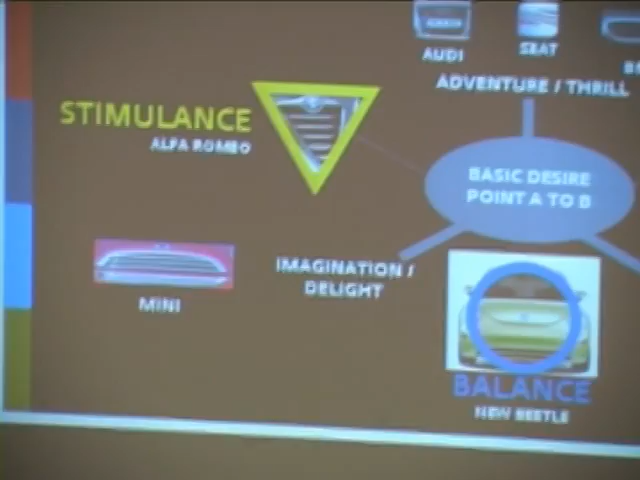 AUDI
SEAT
ADVENTURE / THRILL
STIMULANCE
ALFA ROMEO
BASIC DESIRE
POINT A TO B
IMAGINATION /
DELIGHT
MINI
BALANCE
NEW BEETLE